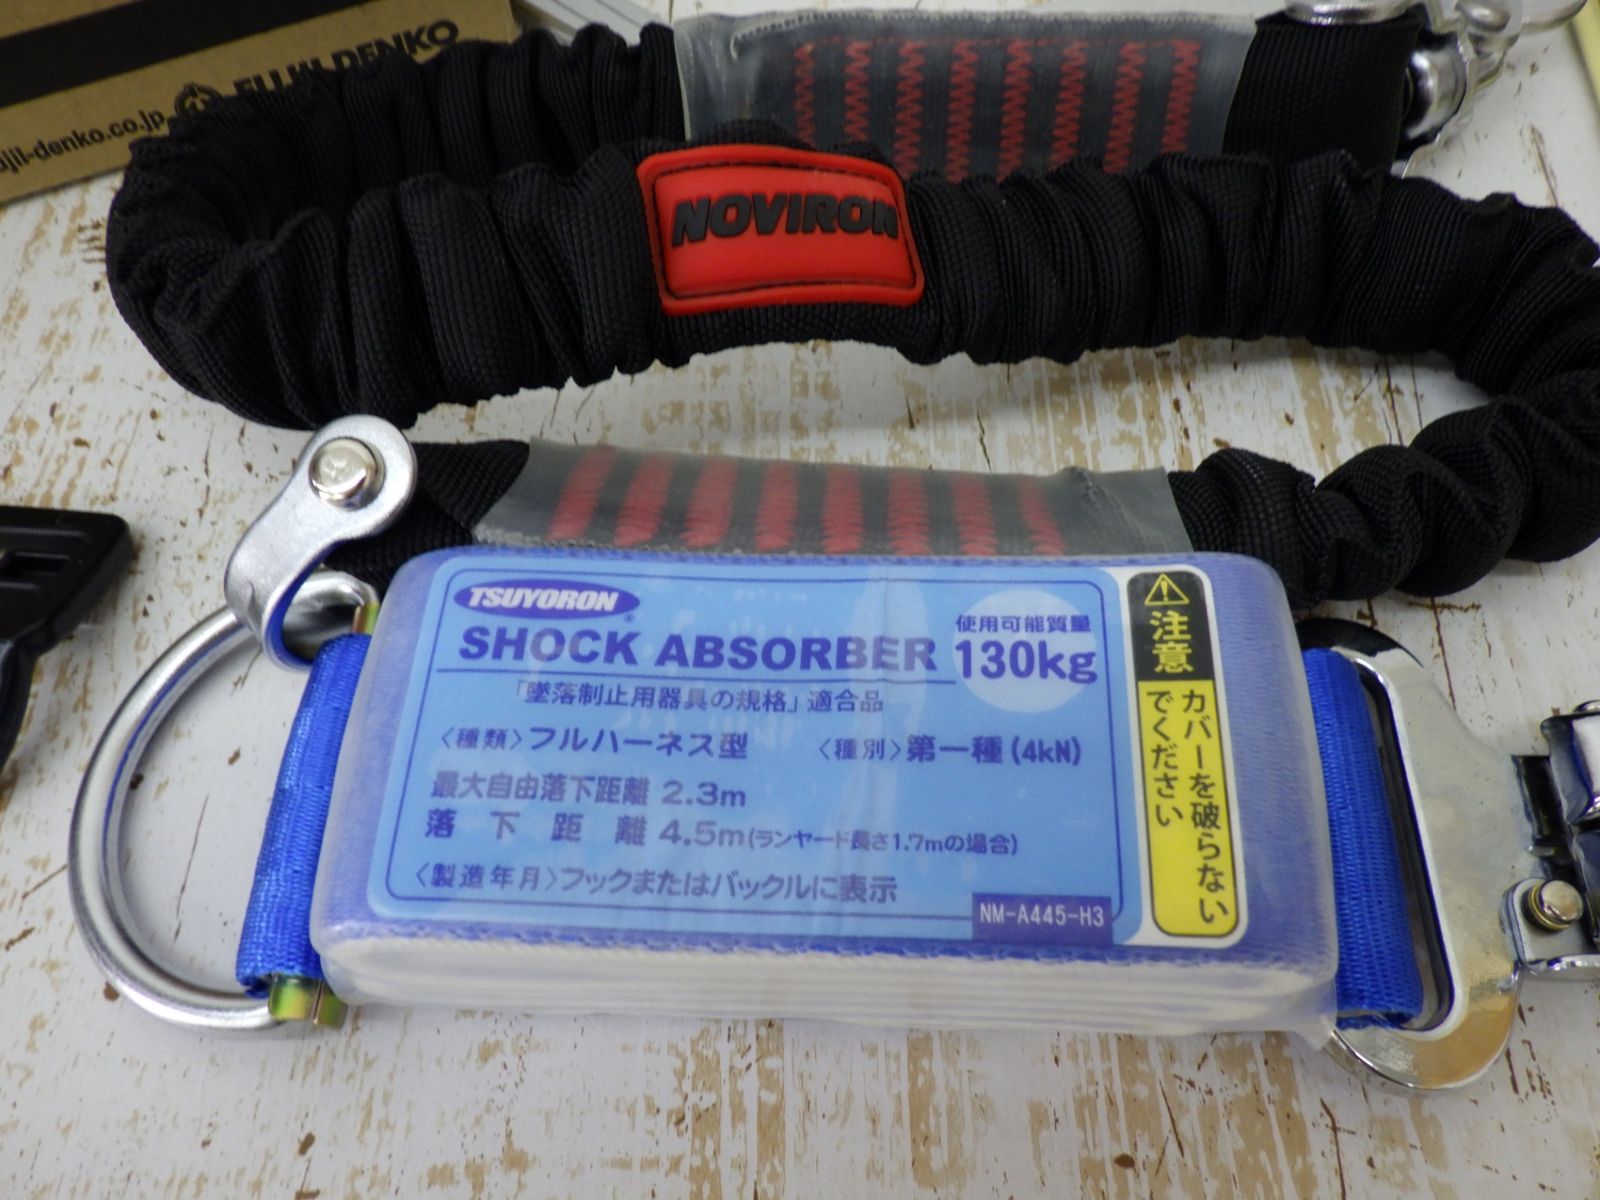 FUJII DENKO
ujii-denko.co.jp
NOVIRON
TSUYORON
®
SHOCK ABSORBER
使用可能質量
130kg
「墜落制止用器具の規格」適合品
〈種類〉フルハーネス型 〈種別〉第一種(4kN)
最大自由落下距離 2.3m
落下距離 4.5m(ランヤード長さ1.7mの場合)
〈製造年月〉フックまたはバックルに表示
NM-A445-H3
注意
カバーを破らない
でください